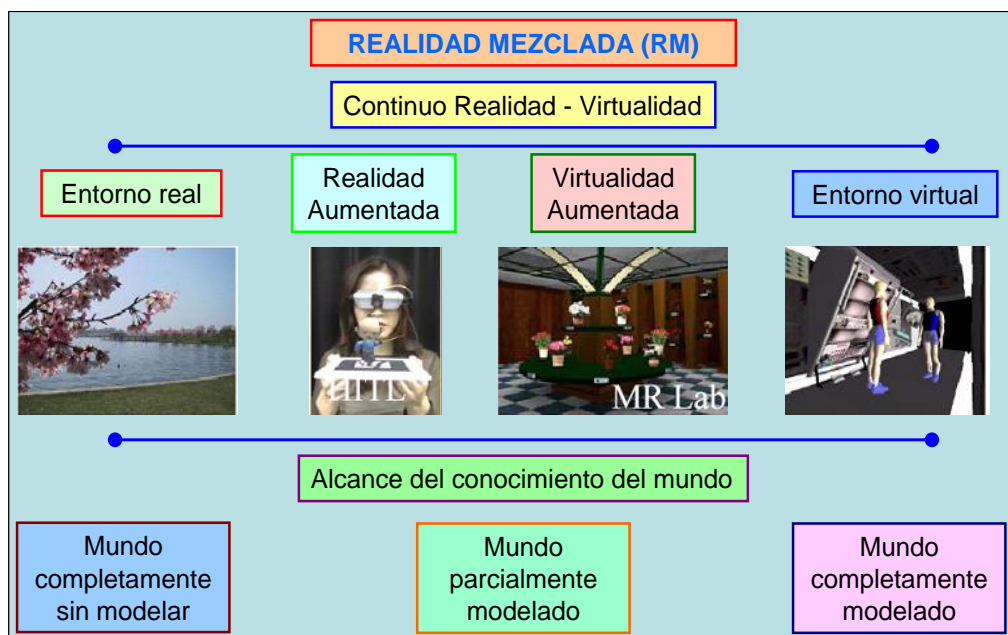 REALIDAD MEZCLADA (RM)
Continuo Realidad - Virtualidad
Entorno real
Realidad
Aumentada
Virtualidad
Aumentada
Entorno virtual
HITL
MR Lab
Alcance del conocimiento del mundo
Mundo
completamente
sin modelar
Mundo
parcialmente
modelado
Mundo
completamente
modelado